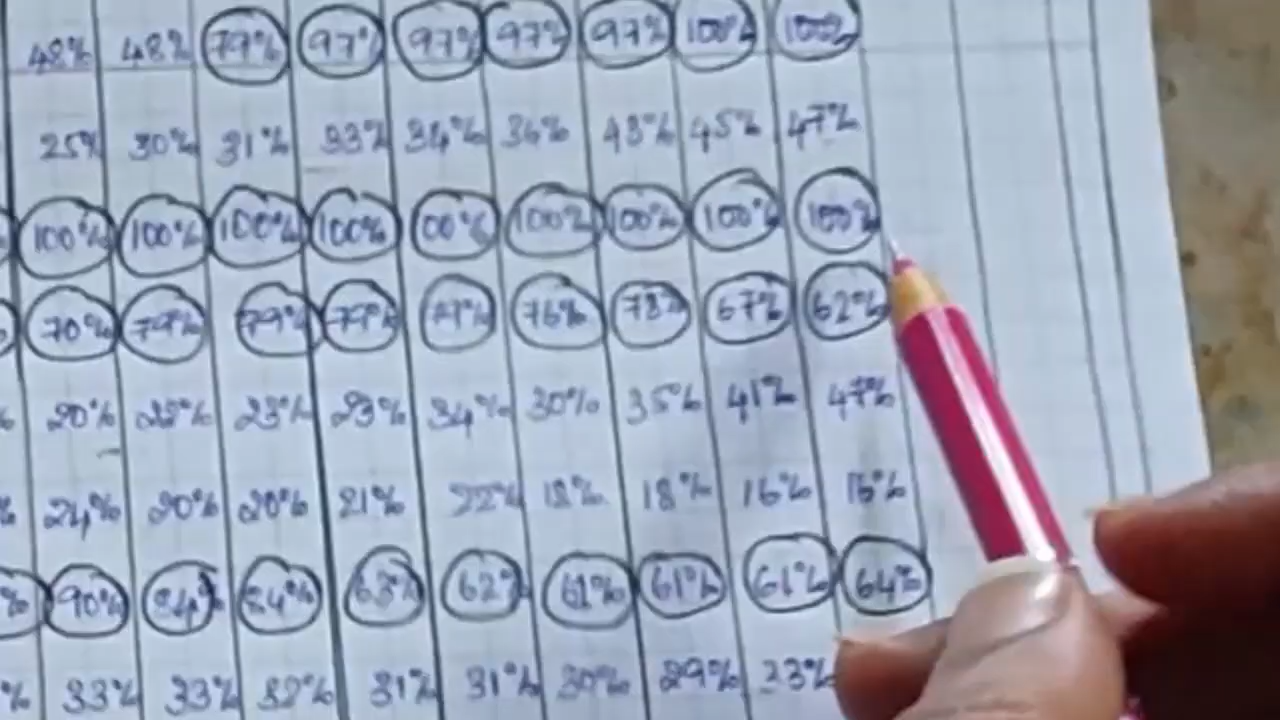 48% 48% 79% 97% 97% 97% 97% 100% 100%
25% 30% 31% 33% 34% 36% 43% 45% 47%
100% 100% 100% 100% 100% 100% 100% 100% 100%
% 70% 79% 79% 79% 76% 78% 67% 62%
% 20% 22% 23% 23% 34% 30% 35% 41% 47%
% 24% 20% 20% 21% 22% 18% 18% 16% 16%
% 90% 84% 84% 63% 62% 61% 61% 61% 64%
% 33% 33% 32% 31% 31% 30% 29% 33%